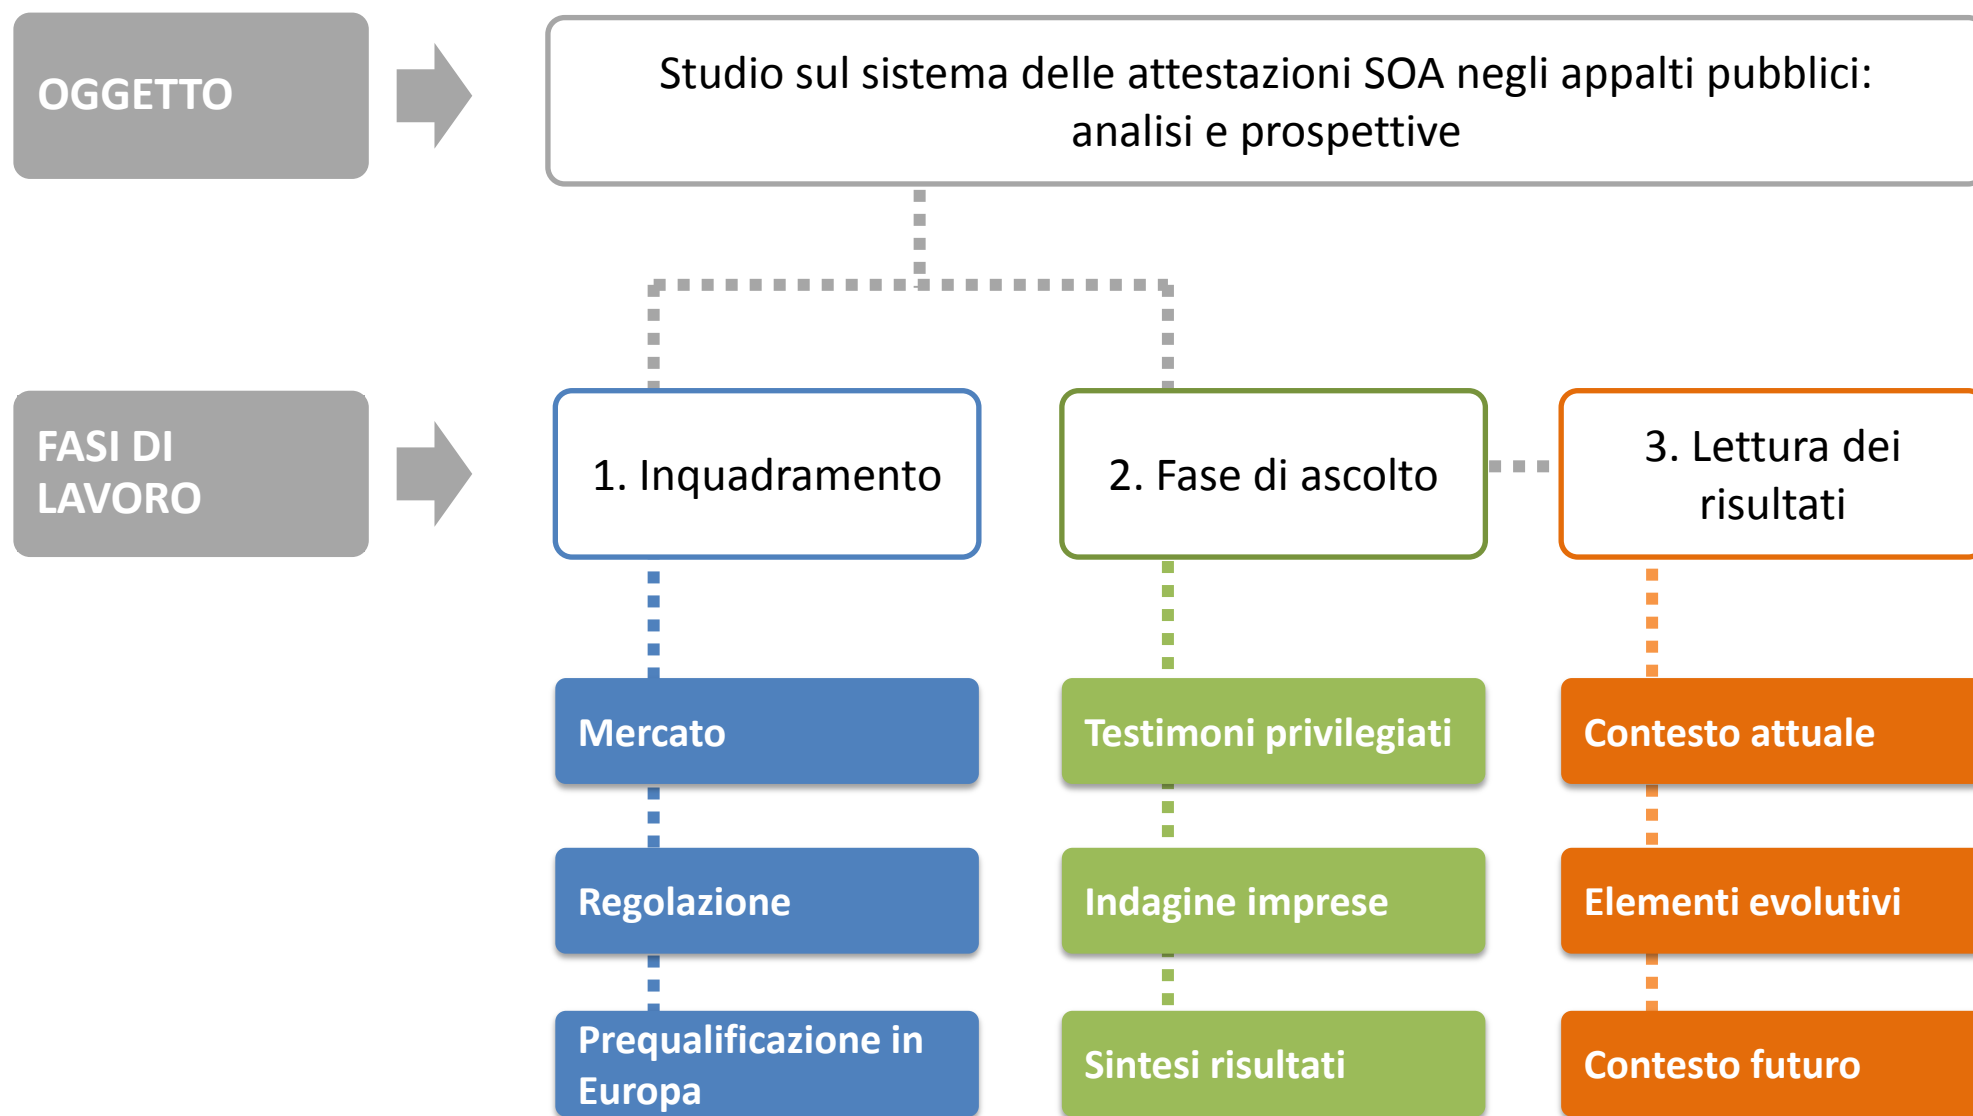 OGGETTO
Studio sul sistema delle attestazioni SOA negli appalti pubblici:
analisi e prospettive
FASI DI
LAVORO
1. Inquadramento
2. Fase di ascolto
3. Lettura dei
risultati
Mercato
Testimoni privilegiati
Contesto attuale
Regolazione
Indagine imprese
Elementi evolutivi
Prequalificazione in
Europa
Sintesi risultati
Contesto futuro